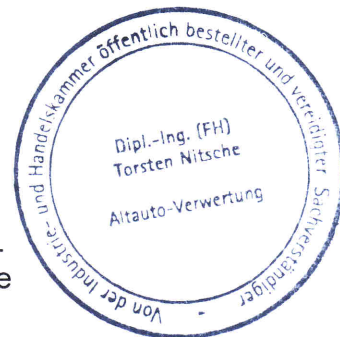 Von der Industrie- und Handelskammer öffentlich bestellter und vereidigter Sachverständiger -
Dipl.-Ing. (FH)
Torsten Nitsche
Altauto-Verwertung
-
e